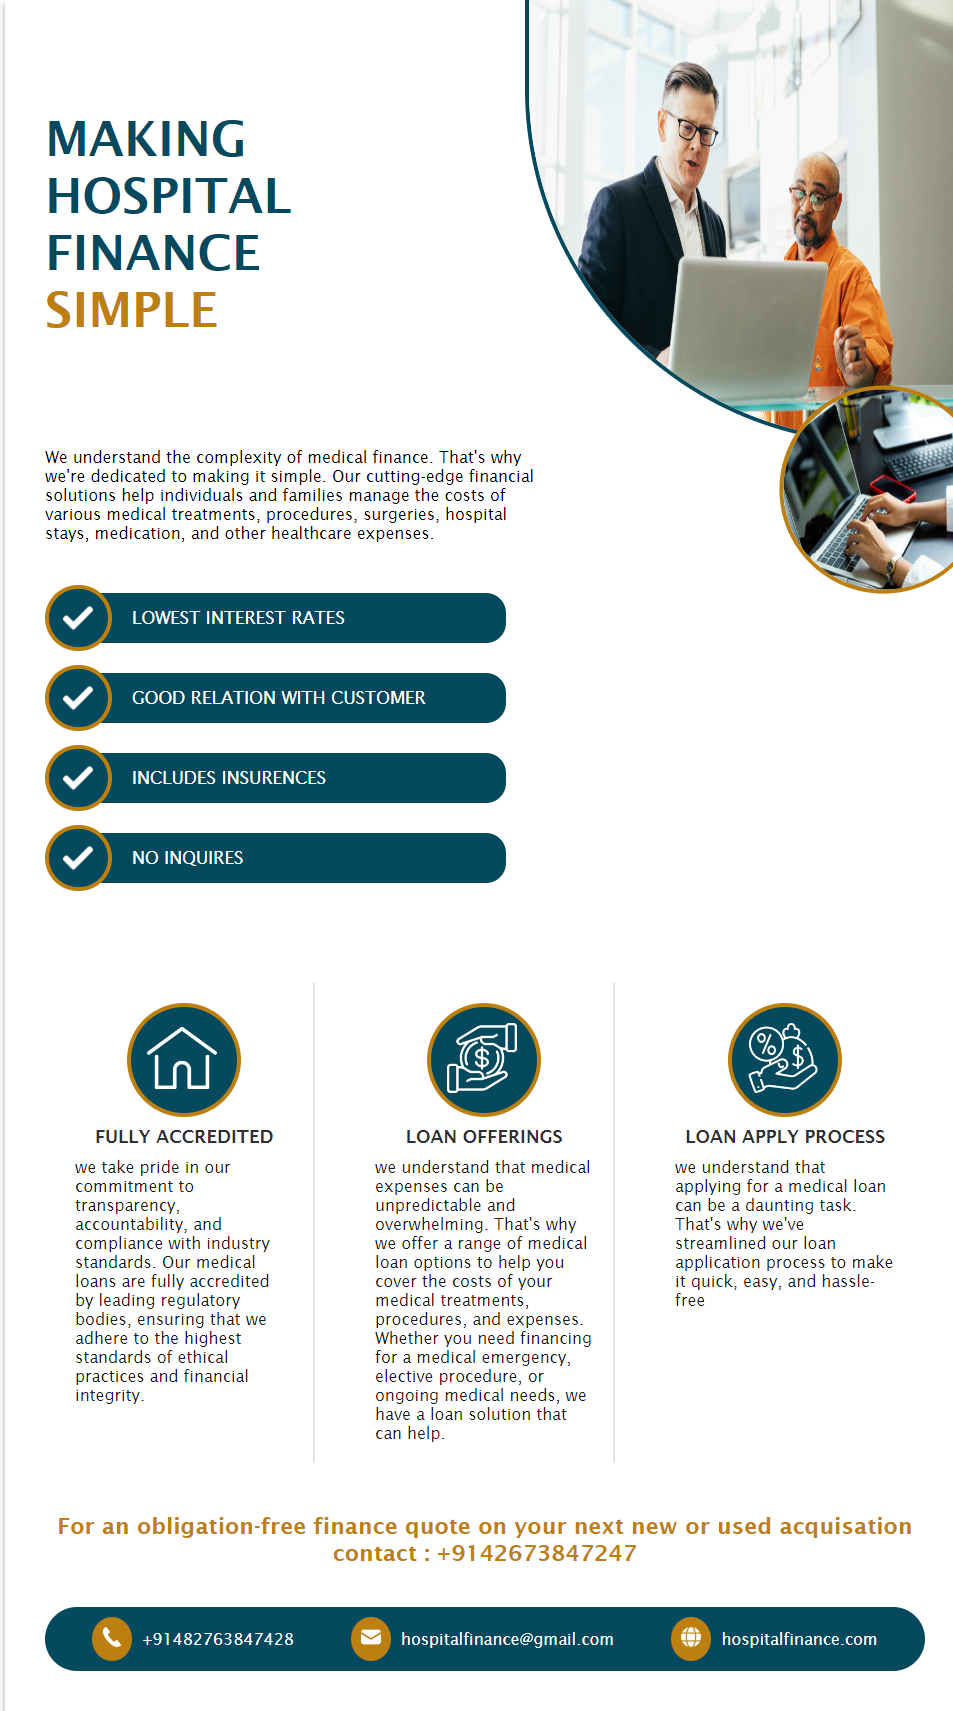 MAKING
HOSPITAL
FINANCE
SIMPLE
We understand the complexity of medical finance. That's why
we're dedicated to making it simple. Our cutting-edge financial
solutions help individuals and families manage the costs of
various medical treatments, procedures, surgeries, hospital
stays, medication, and other healthcare expenses.
LOWEST INTEREST RATES
GOOD RELATION WITH CUSTOMER
INCLUDES INSURENCES
NO INQUIRES
FULLY ACCREDITED
we take pride in our
commitment to
transparency,
accountability, and
compliance with industry
standards. Our medical
loans are fully accredited
by leading regulatory
bodies, ensuring that we
adhere to the highest
standards of ethical
practices and financial
integrity.
LOAN OFFERINGS
we understand that medical
expenses can be
unpredictable and
overwhelming. That's why
we offer a range of medical
loan options to help you
cover the costs of your
medical treatments,
procedures, and expenses.
Whether you need financing
for a medical emergency,
elective procedure, or
ongoing medical needs, we
have a loan solution that
can help.
LOAN APPLY PROCESS
we understand that
applying for a medical loan
can be a daunting task.
That's why we've
streamlined our loan
application process to make
it quick, easy, and hassle-
free
For an obligation-free finance quote on your next new or used acquisation
contact : +9142673847247
+91482763847428
hospitalfinance@gmail.com
hospitalfinance.com